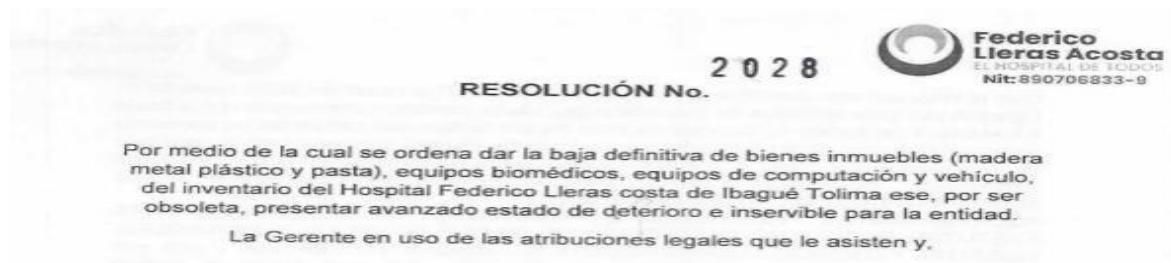 Federico
Lleras Acosta
EL HOSPITAL DE TODOS
Nit:890706833-9
2028
RESOLUCIÓN No.
Por medio de la cual se ordena dar la baja definitiva de bienes inmuebles (madera
metal plástico y pasta), equipos biomédicos, equipos de computación y vehículo,
del inventario del Hospital Federico Lleras costa de Ibagué Tolima ese, por ser
obsoleta, presentar avanzado estado de deterioro e inservible para la entidad.
La Gerente en uso de las atribuciones legales que le asisten y,